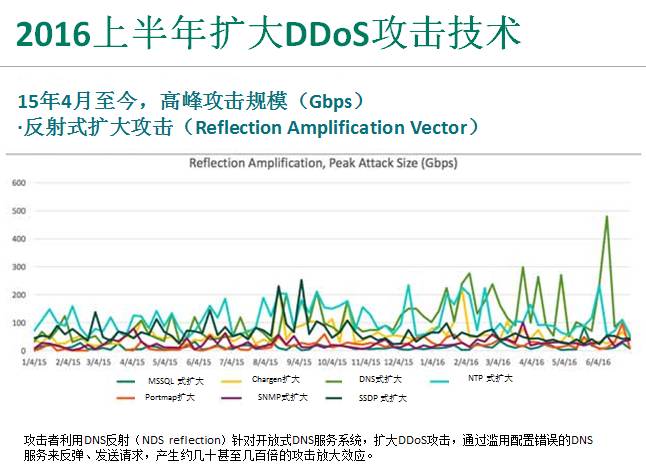 2016上半年扩大DDoS攻击技术
15年4月至今，高峰攻击规模（Gbps）
·反射式扩大攻击（Reflection Amplification Vector）
Reflection Amplification, Peak Attack Size (Gbps)
600
500
400
300
200
100
0
1/4/15 2/4/15 3/4/15 4/4/15 5/4/15 6/4/15 7/4/15 8/4/15 9/4/15 10/4/15 11/4/15 12/4/15 1/4/16 2/4/16 3/4/16 4/4/16 5/4/16 6/4/16
MSSQL 式扩大 Chargen扩大 DNS式扩大 NTP 式扩大
Portmap扩大 SNMP式扩大 SSDP 式扩大
攻击者利用DNS反射（NDS reflection）针对开放式DNS服务系统，扩大DDoS攻击，通过滥用配置错误的DNS
服务来反弹、发送请求，产生约几十甚至几百倍的攻击放大效应。